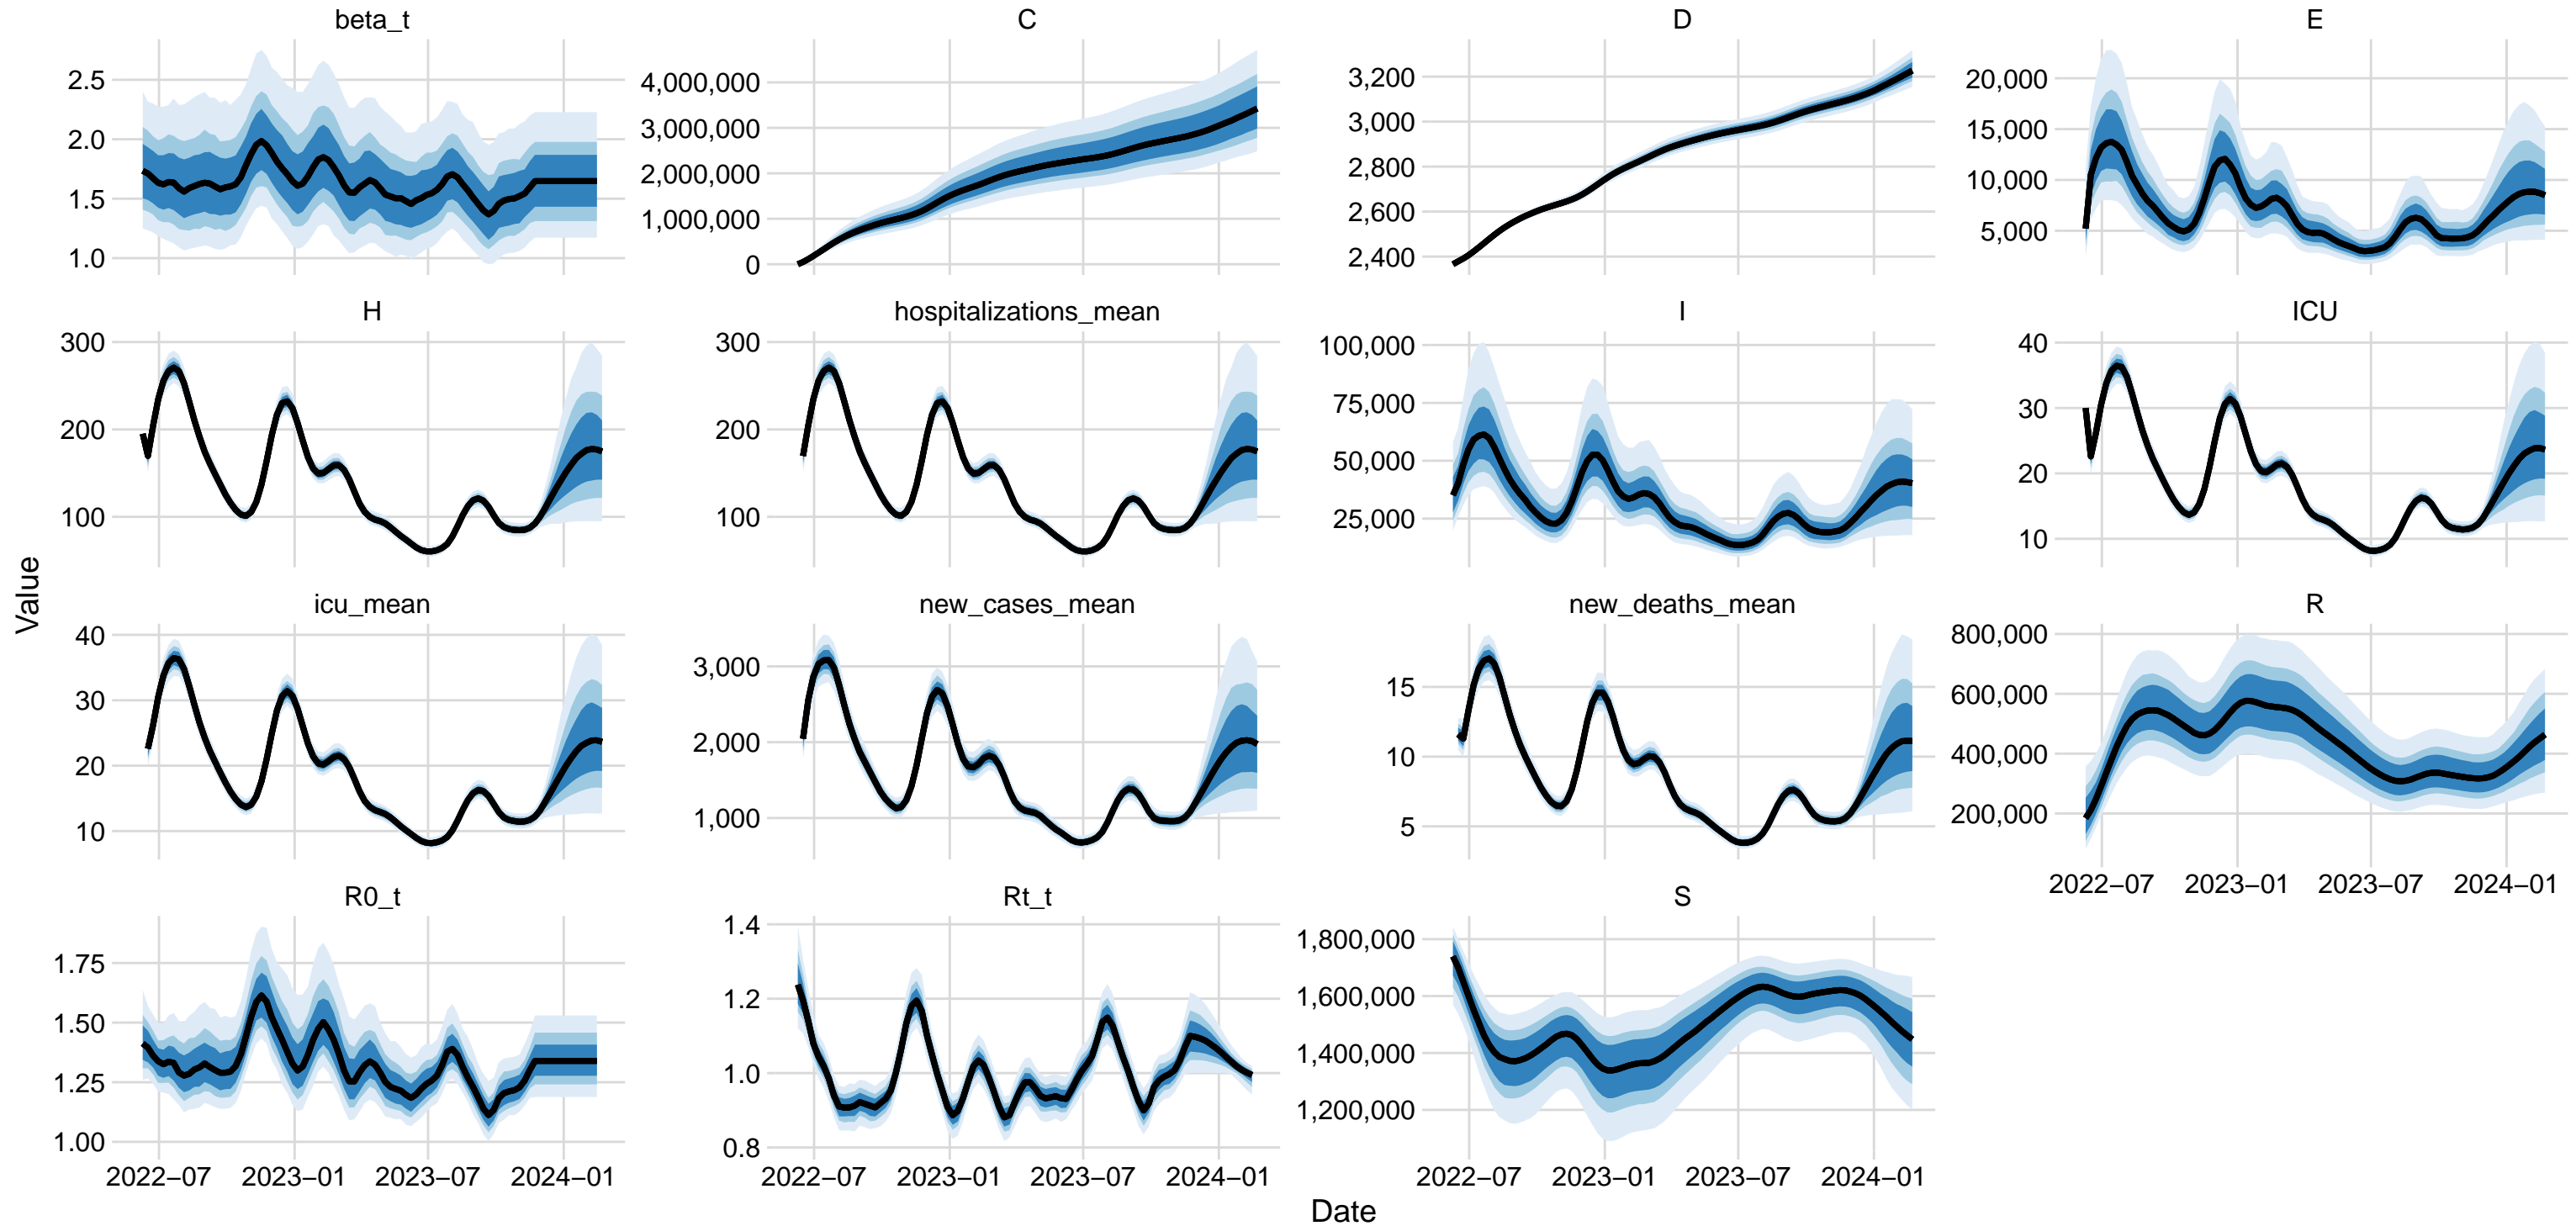 beta_t
C
D
E
2.5
2.0
1.5
1.0
4,000,000
3,000,000
2,000,000
1,000,000
0
3,200
3,000
2,800
2,600
2,400
20,000
15,000
10,000
5,000
H
hospitalizations_mean
I
ICU
300
200
100
300
200
100
100,000
75,000
50,000
25,000
40
30
20
10
Value
icu_mean
new_cases_mean
new_deaths_mean
R
40
30
20
10
3,000
2,000
1,000
15
10
5
800,000
600,000
400,000
200,000
2022−07 2023−01 2023−07 2024−01
R0_t
Rt_t
S
1.75
1.50
1.25
1.00
1.4
1.2
1.0
0.8
1,800,000
1,600,000
1,400,000
1,200,000
2022−07 2023−01 2023−07 2024−01
2022−07 2023−01 2023−07 2024−01
2022−07 2023−01 2023−07 2024−01
Date